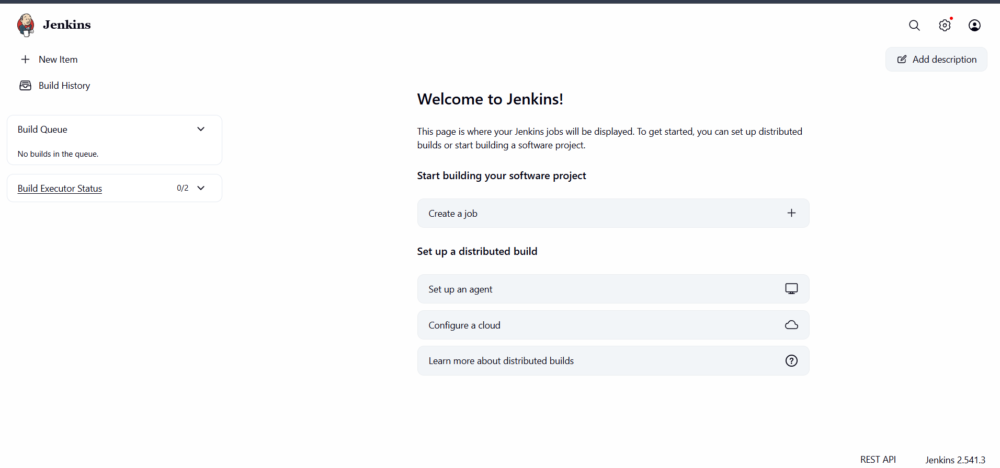 Jenkins
New Item
Build History
Add description
Build Queue
No builds in the queue.
Build Executor Status 0/2
Welcome to Jenkins!
This page is where your Jenkins jobs will be displayed. To get started, you can set up distributed
builds or start building a software project.
Start building your software project
Create a job
Set up a distributed build
Set up an agent
Configure a cloud
Learn more about distributed builds
REST API Jenkins 2.541.3